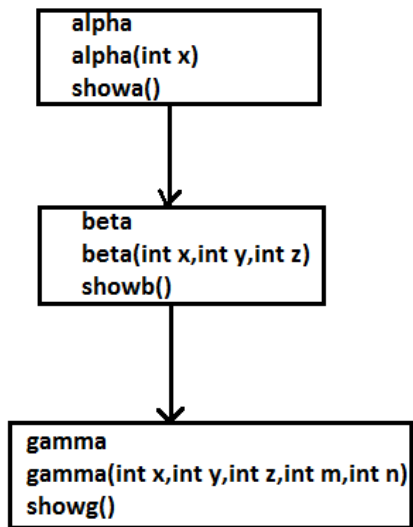 alpha
alpha(int x)
showa()
beta
beta(int x,int y,int z)
showb()
gamma
gamma(int x,int y,int z,int m,int n)
showg()